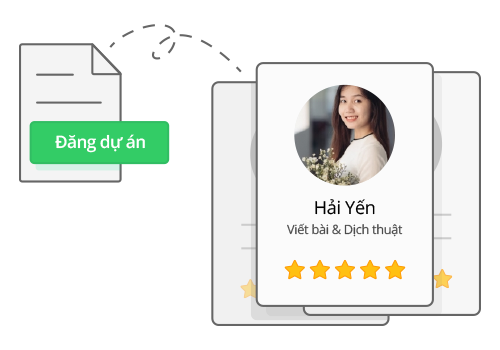 Đăng dự án
Hải Yến
Viết bài & Dịch thuật